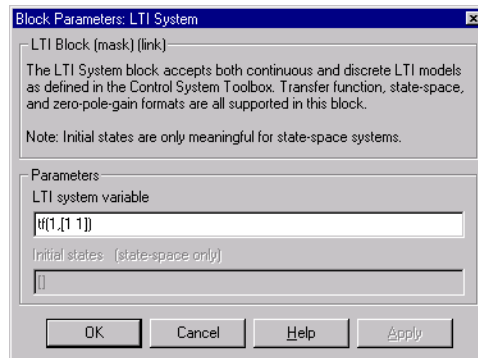 Block Parameters: LTI System
LTI Block (mask) (link)
The LTI System block accepts both continuous and discrete LTI models
as defined in the Control System Toolbox. Transfer function, state-space,
and zero-pole-gain formats are all supported in this block.
Note: Initial states are only meaningful for state-space systems.
Parameters
LTI system variable
tf(1,[1 1])
Initial states (state-space only)
[]
OK Cancel Help Apply